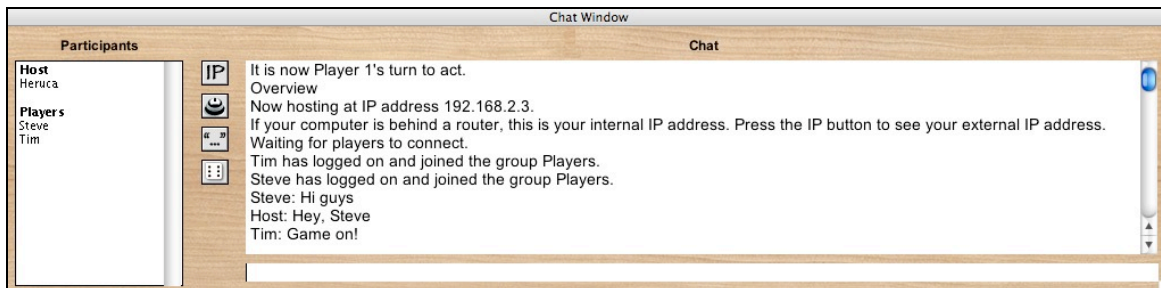 Chat Window
Participants
Chat
Host
Heruca
Players
Steve
Tim
IP
“ ”
...
It is now Player 1's turn to act.
Overview
Now hosting at IP address 192.168.2.3.
If your computer is behind a router, this is your internal IP address. Press the IP button to see your external IP address.
Waiting for players to connect.
Tim has logged on and joined the group Players.
Steve has logged on and joined the group Players.
Steve: Hi guys
Host: Hey, Steve
Tim: Game on!